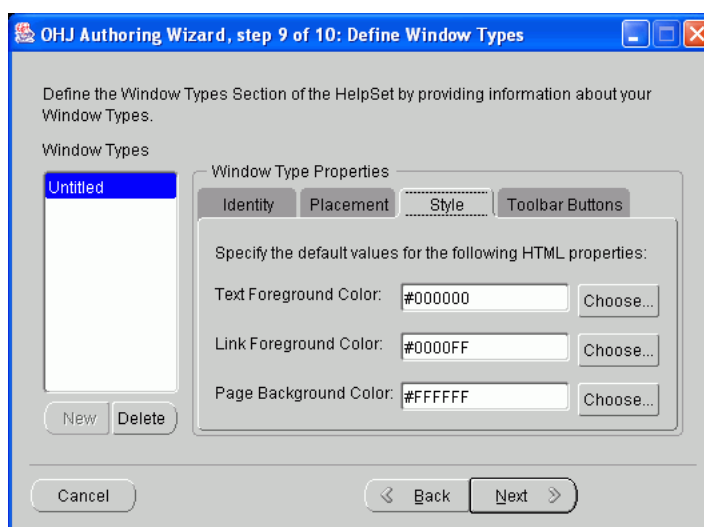 OHJ Authoring Wizard, step 9 of 10: Define Window Types
Define the Window Types Section of the HelpSet by providing information about your
Window Types.
Window Types
Untitled
New
Delete
Window Type Properties
Identity
Placement
Style
Toolbar Buttons
Specify the default values for the following HTML properties:
Text Foreground Color:
#000000
Choose...
Link Foreground Color:
#0000FF
Choose...
Page Background Color:
#FFFFFF
Choose...
Cancel
Back
Next